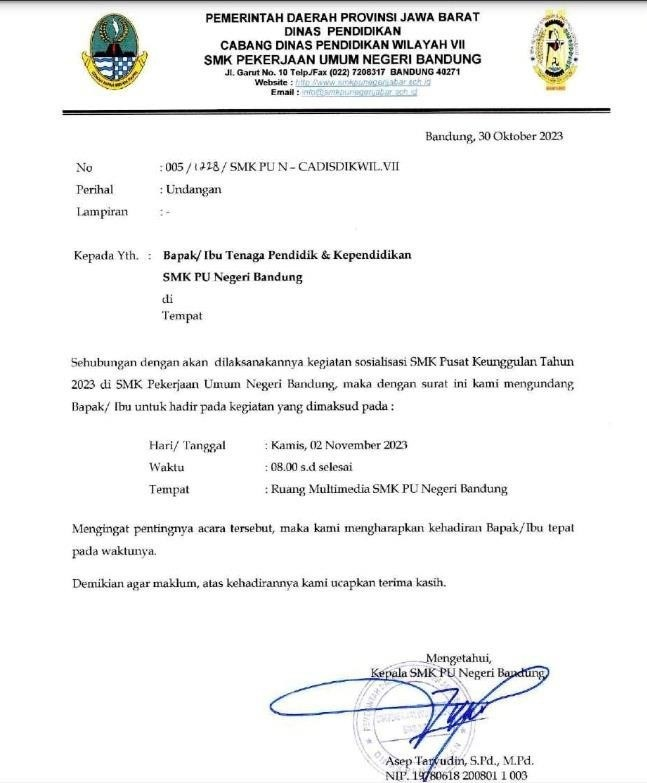 PEMERINTAH DAERAH PROVINSI JAWA BARAT
DINAS PENDIDIKAN
CABANG DINAS PENDIDIKAN WILAYAH VII
SMK PEKERJAAN UMUM NEGERI BANDUNG
Jl. Garut No. 10 Telp./Fax (022) 7208317 BANDUNG 40271
Website : http://www.smkpunegerijabar.sch.id
Email : info@smkpunegerijabar.sch.id
Bandung, 30 Oktober 2023
No : 005 / 1228 / SMK PU N – CADISDIKWIL.VII
Perihal : Undangan
Lampiran : -
Kepada Yth. : Bapak/ Ibu Tenaga Pendidik & Kependidikan
SMK PU Negeri Bandung
di
Tempat
Sehubungan dengan akan dilaksanakannya kegiatan sosialisasi SMK Pusat Keunggulan Tahun
2023 di SMK Pekerjaan Umum Negeri Bandung, maka dengan surat ini kami mengundang
Bapak/ Ibu untuk hadir pada kegiatan yang dimaksud pada :
Hari/ Tanggal : Kamis, 02 November 2023
Waktu : 08.00 s.d selesai
Tempat : Ruang Multimedia SMK PU Negeri Bandung
Mengingat pentingnya acara tersebut, maka kami mengharapkan kehadiran Bapak/Ibu tepat
pada waktunya.
Demikian agar maklum, atas kehadirannya kami ucapkan terima kasih.
Mengetahui,
Kepala SMK PU Negeri Bandung
Asep Taryudin, S.Pd., M.Pd.
NIP. 19780618 200801 1 003